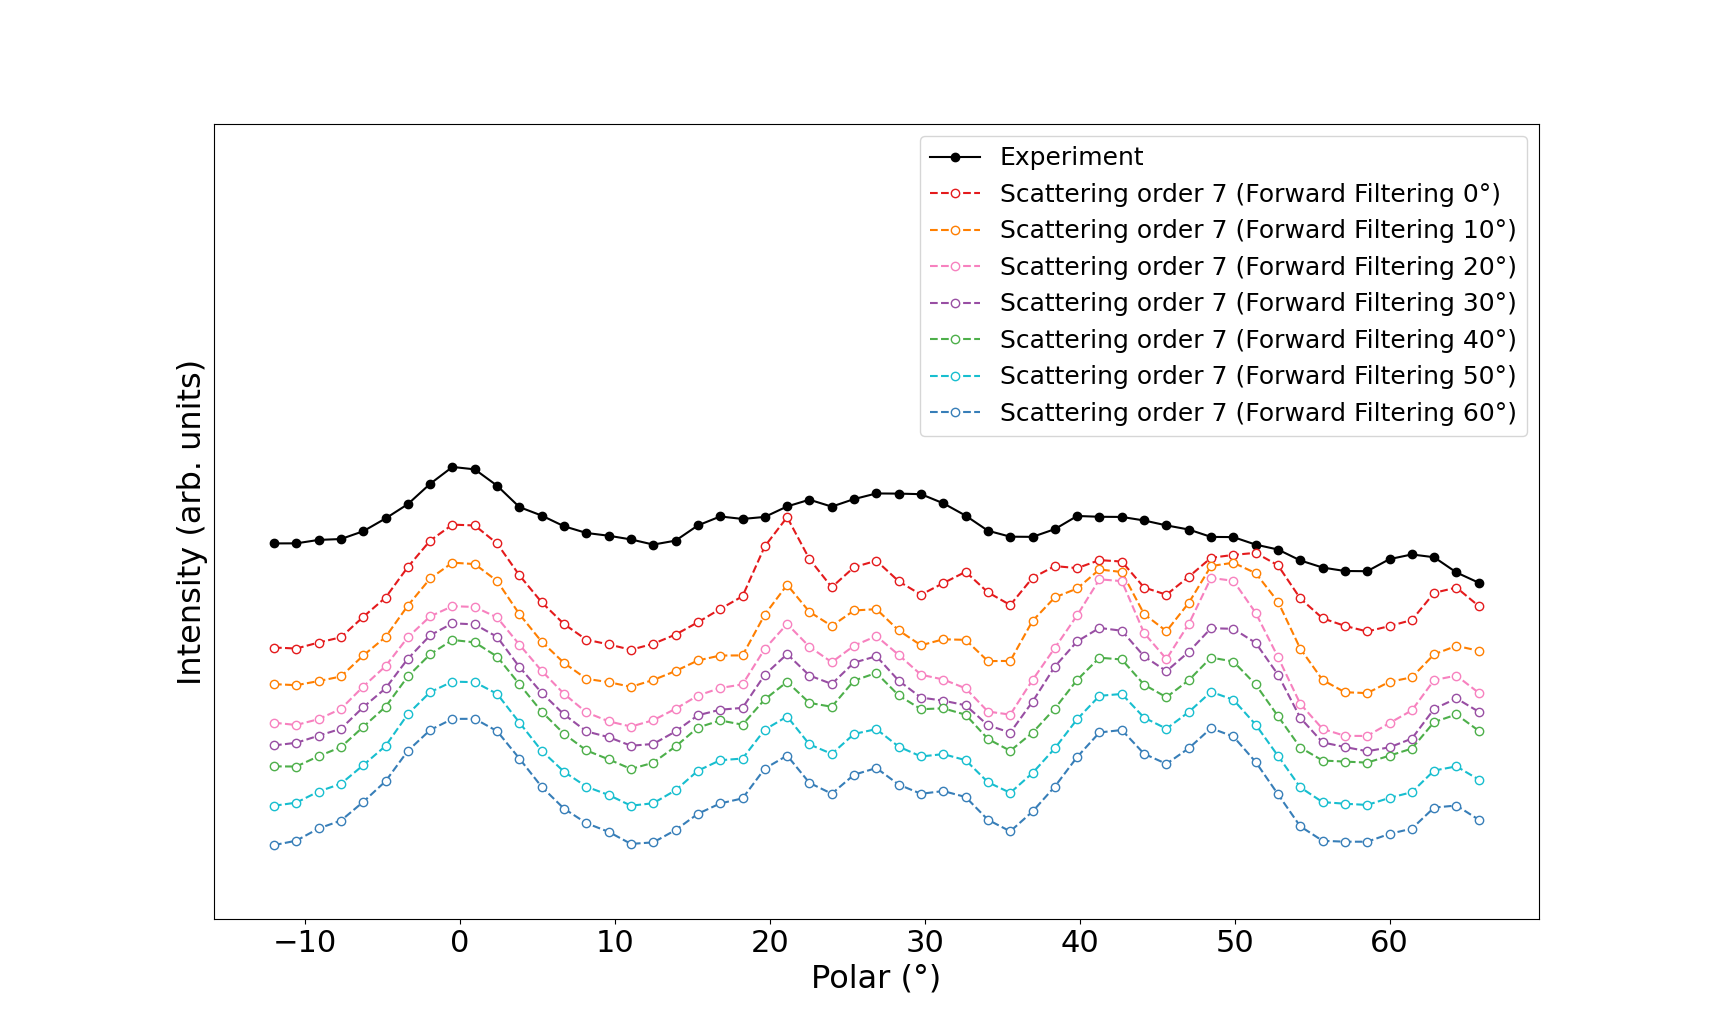 Experiment
Scattering order 7 (Forward Filtering 0°)
Scattering order 7 (Forward Filtering 10°)
Scattering order 7 (Forward Filtering 20°)
Scattering order 7 (Forward Filtering 30°)
Scattering order 7 (Forward Filtering 40°)
Scattering order 7 (Forward Filtering 50°)
Scattering order 7 (Forward Filtering 60°)
Intensity (arb. units)
−10 0 10 20 30 40 50 60
Polar (°)